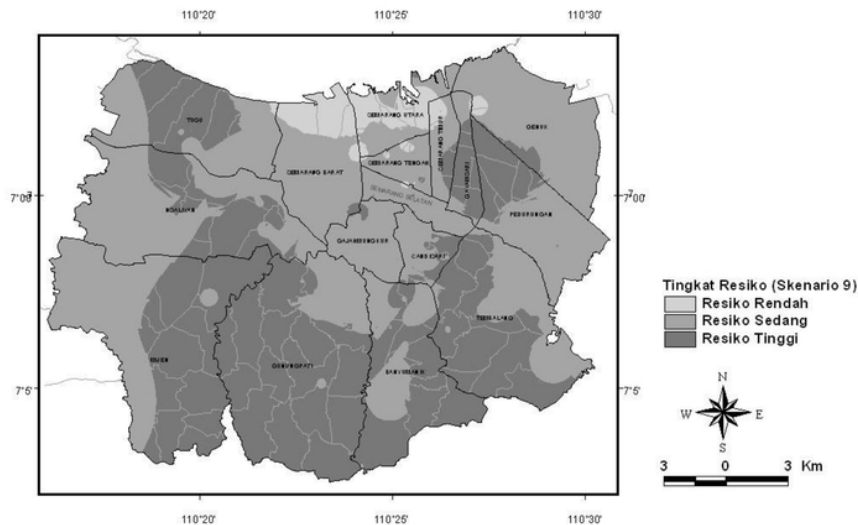 110°20' 110°25' 110°30'
TUGU
SEMARANG UTARA
GENUK
SEMARANG TIMUR
SEMARANG TENGAH
SEMARANG BARAT
GAYAMSARI
SEMARANG SELATAN
7°00' 7°00'
NGALIYAN
PEDURUNGAN
GAJAHMUNGKUR
CANDISARI
TEMBALANG
MIJEN
GUNUNGPATI
BANYUMANIK
7°5' 7°5'
110°20' 110°25' 110°30'
Tingkat Resiko (Skenario 9)
Resiko Rendah
Resiko Sedang
Resiko Tinggi
N
W E
S
3 0 3 Km